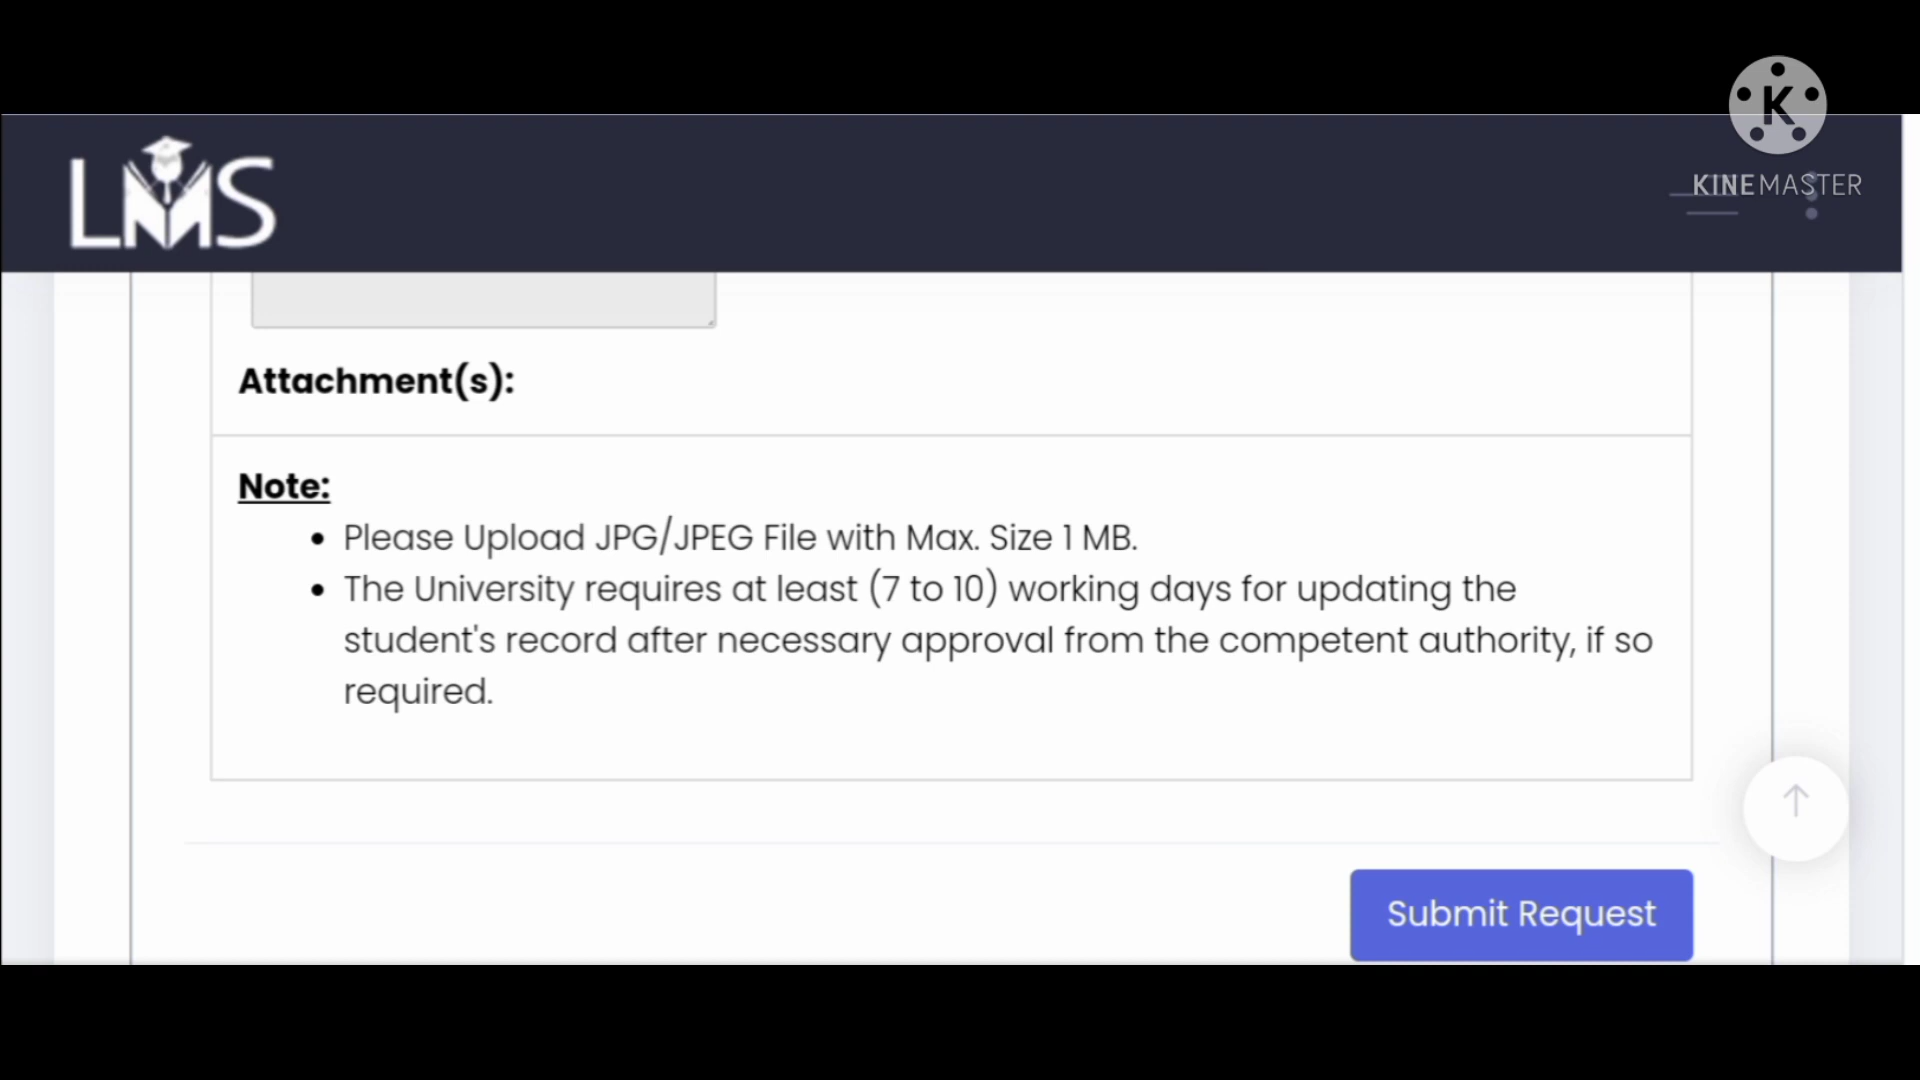 K
KINEMASTER
LMS
Attachment(s):
Note:
• Please Upload JPG/JPEG File with Max. Size 1 MB.
• The University requires at least (7 to 10) working days for updating the
student's record after necessary approval from the competent authority, if so
required.
Submit Request